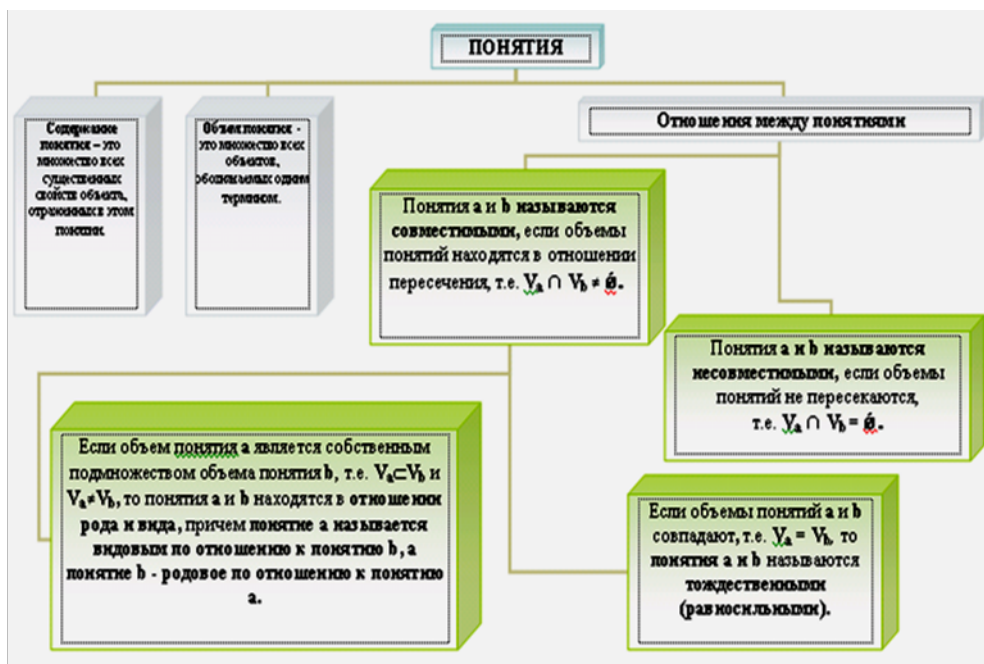 ПОНЯТИЯ
Содержание
понятия – это
множество всех
существенных
свойств объекта,
отраженных в этом
понятии.
Объем понятия -
это множество всех
объектов,
обозначаемых одним
термином.
Отношения между понятиями
Понятия a и b называются
совместимыми, если объемы
понятий находятся в отношении
пересечения, т.е. Va ∩ Vb ≠ ǿ.
Понятия a и b называются
несовместимыми, если объемы
понятий не пересекаются,
т.е. Va ∩ Vb = ǿ.
Если объем понятия a является собственным
подмножеством объема понятия b, т.е. Va⊂Vb и
Va≠Vb, то понятия a и b находятся в отношении
рода и вида, причем понятие a называется
видовым по отношению к понятию b, а
понятие b - родовое по отношению к понятию
a.
Если объемы понятий a и b
совпадают, т.е. Va = Vb, то
понятия a и b называются
тождественными
(равносильными).